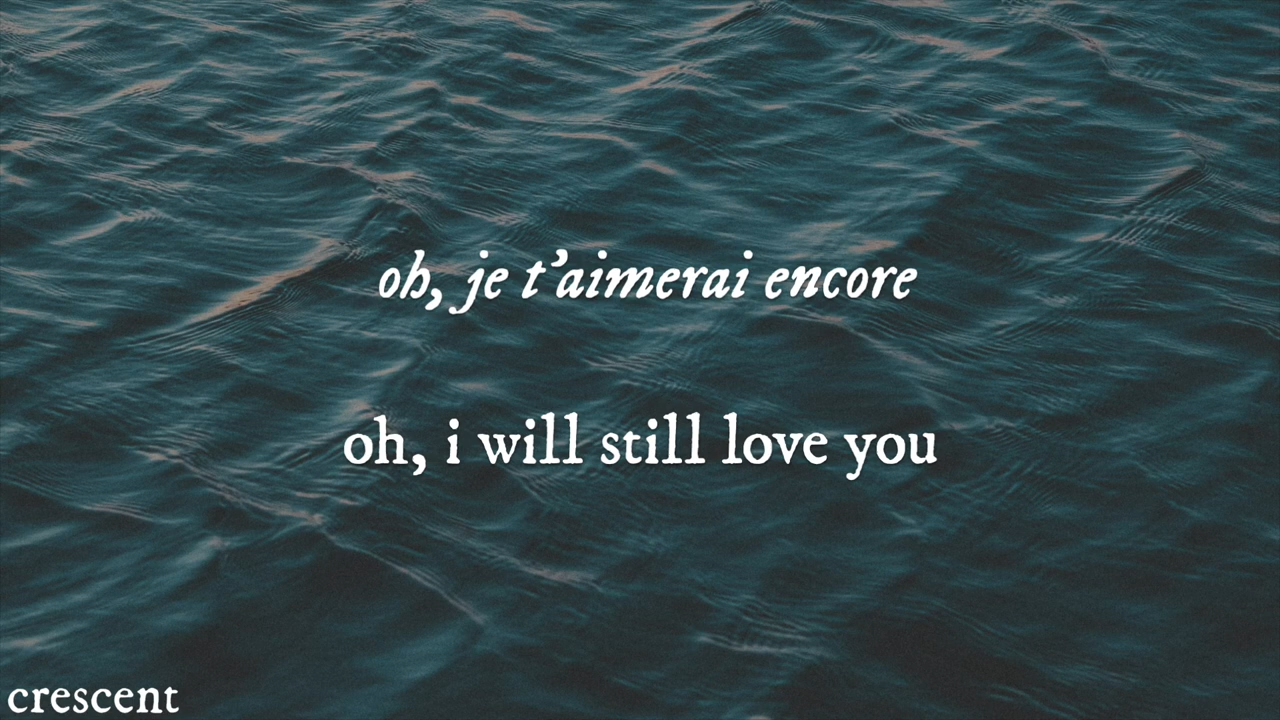 oh, je t'aimerai encore
oh, i will still love you
crescent